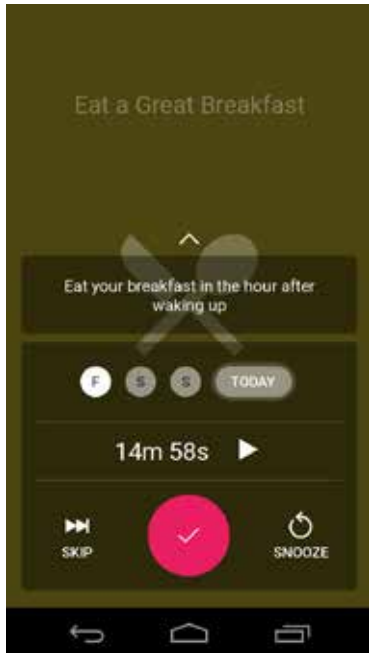 Eat a Great Breakfast
Eat your breakfast in the hour after
waking up
F S S TODAY
14m 58s
SKIP
SNOOZE